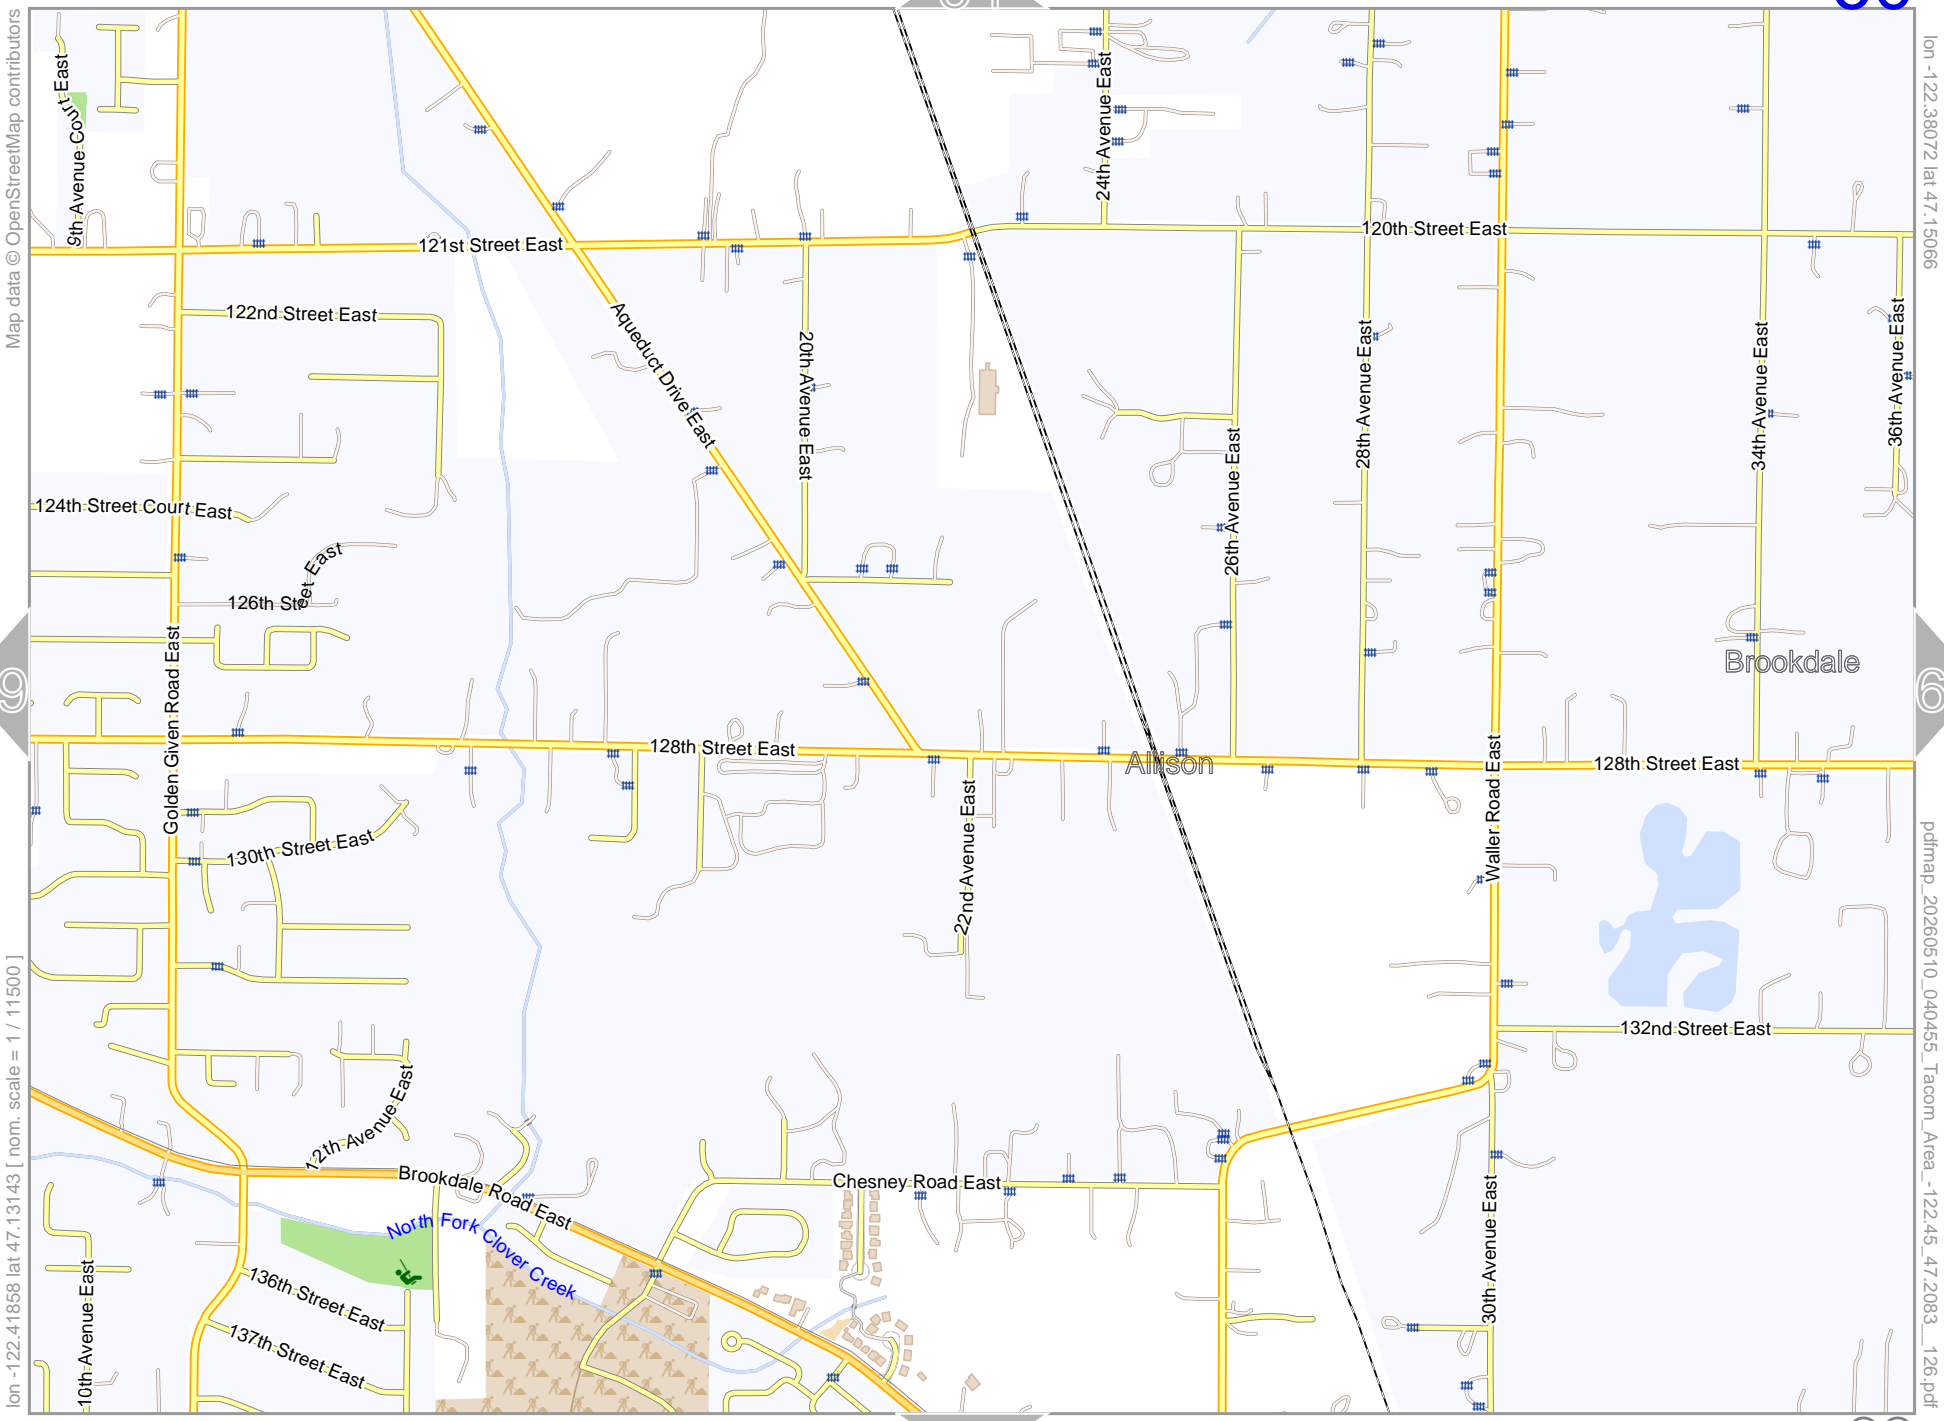 Map data © OpenStreetMap contributors
lon -122.38072 lat 47.15066
9th Avenue Court East
24th Avenue East
121st Street East
120th Street East
122nd Street East
Aqueduct Drive East
20th Avenue East
28th Avenue East
34th Avenue East
36th Avenue East
26th Avenue East
124th Street Court East
126th Street East
Golden Given Road East
Brookdale
9
6
128th Street East
Allison
128th Street East
Waller Road East
130th Street East
22nd Avenue East
132nd Street East
12th Avenue East
Brookdale Road East
Chesney Road East
North Fork Clover Creek
30th Avenue East
136th Street East
137th Street East
10th Avenue East
lon -122.41858 lat 47.13143 [ nom. scale = 1 / 11500 ]
pdfmap_20260510_040455_Tacom_Area_-122.45_47.2083__126.pdf